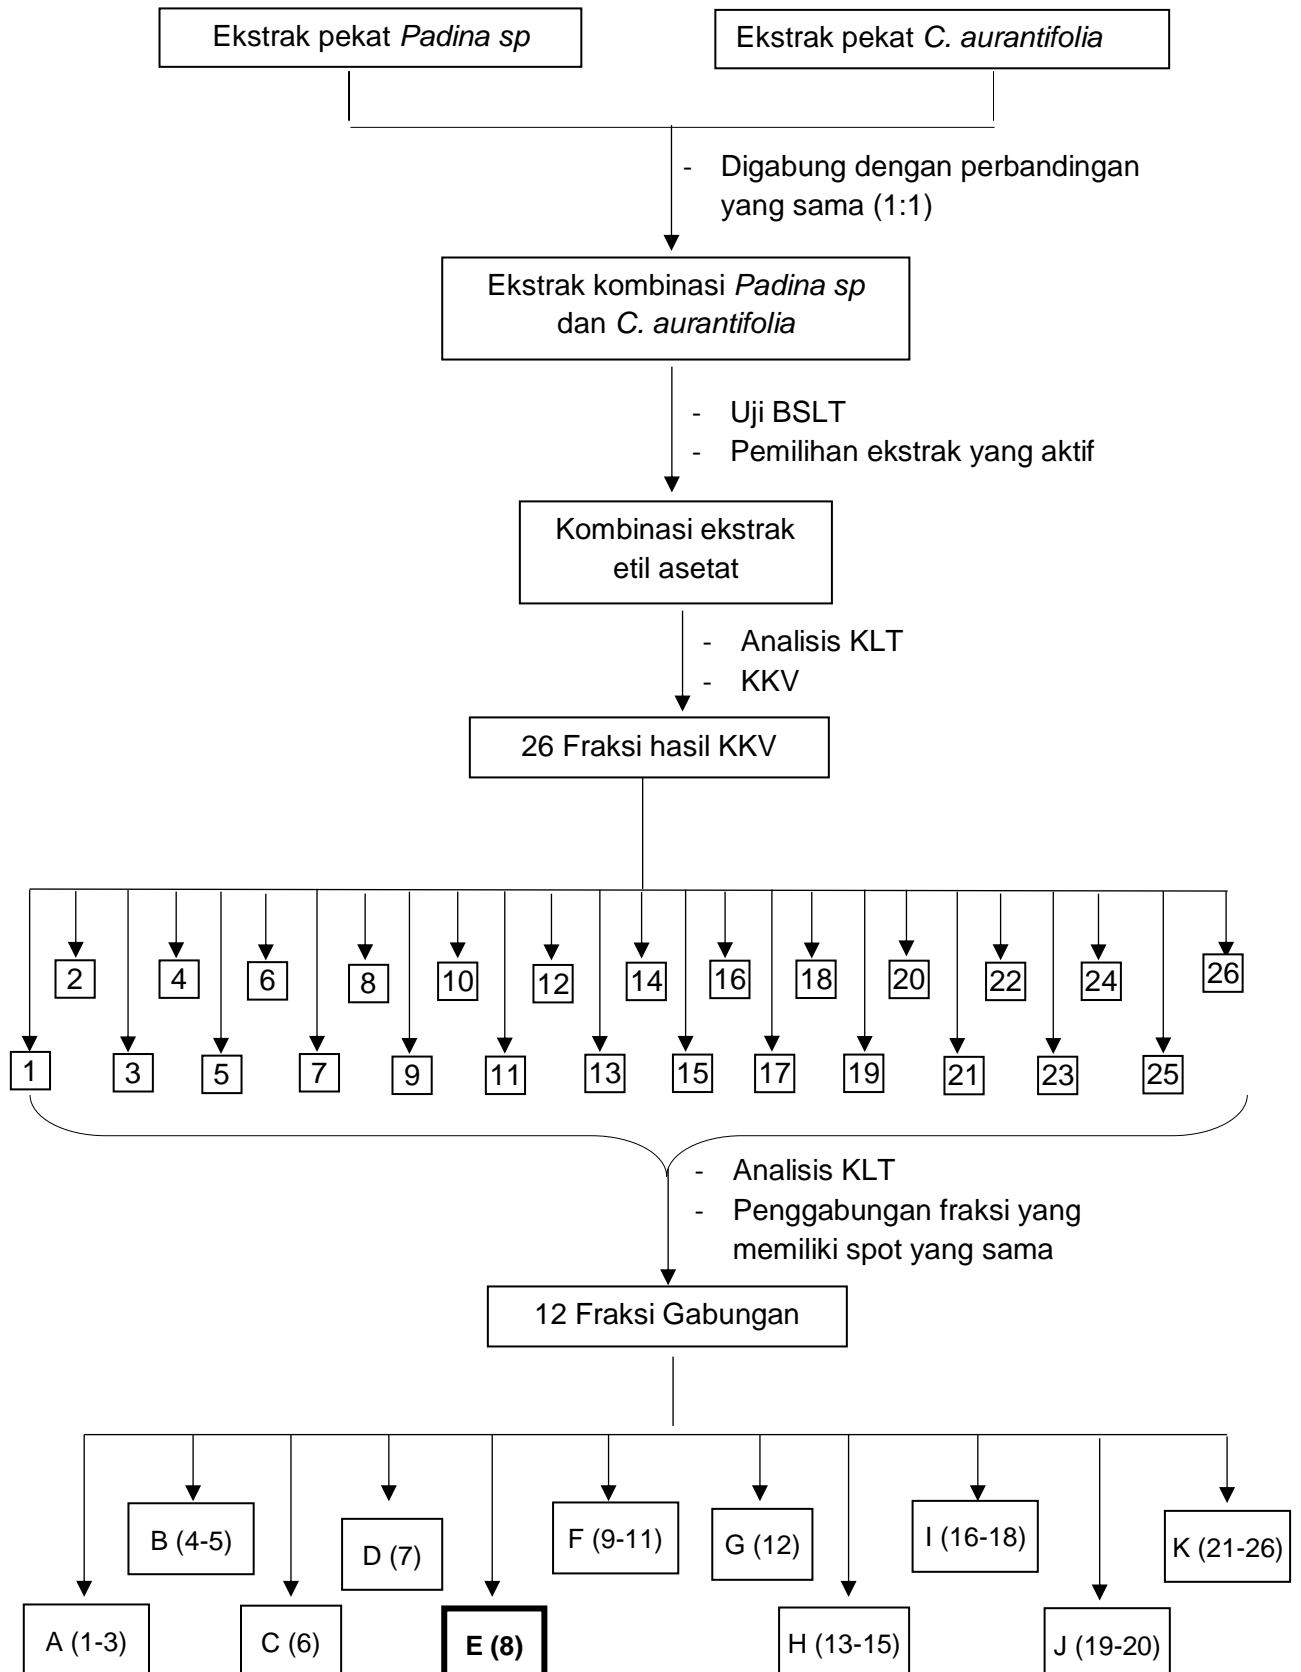 Ekstrak pekat Padina sp
Ekstrak pekat C. aurantifolia
- Digabung dengan perbandingan
yang sama (1:1)
Ekstrak kombinasi Padina sp
dan C. aurantifolia
- Uji BSLT
- Pemilihan ekstrak yang aktif
Kombinasi ekstrak
etil asetat
- Analisis KLT
- KKV
26 Fraksi hasil KKV
2 4 6 8 10 12 14 16 18 20 22 24 26
1 3 5 7 9 11 13 15 17 19 21 23 25
- Analisis KLT
- Penggabungan fraksi yang
memiliki spot yang sama
12 Fraksi Gabungan
B (4-5) D (7) F (9-11) G (12) I (16-18) K (21-26)
A (1-3) C (6) E (8) H (13-15) J (19-20)